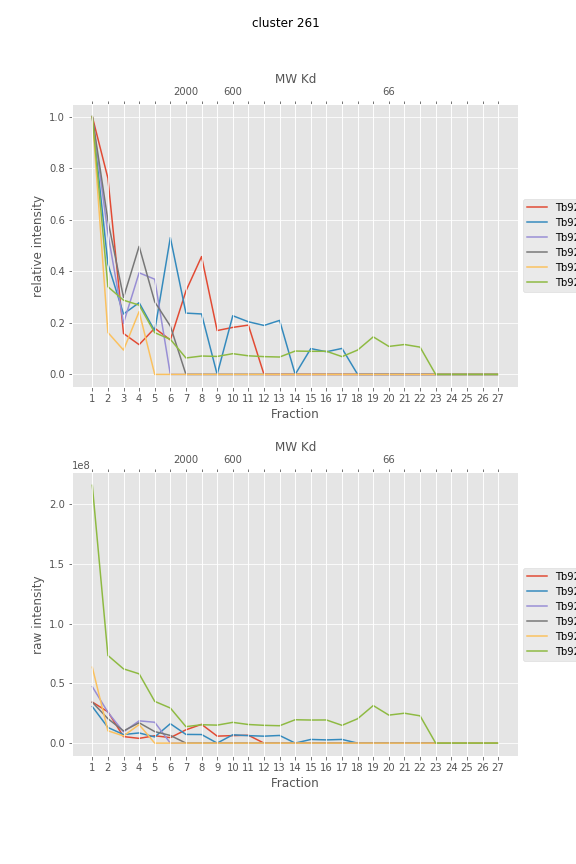 cluster 261
MW Kd
2000 600 66
1.0
0.8
0.6
0.4
0.2
0.0
relative intensity
Tb92
Tb92
Tb92
Tb92
Tb92
Tb92
1 2 3 4 5 6 7 8 9 10 11 12 13 14 15 16 17 18 19 20 21 22 23 24 25 26 27
Fraction
MW Kd
1e8
2000 600 66
2.0
1.5
1.0
0.5
0.0
raw intensity
Tb92
Tb92
Tb92
Tb92
Tb92
Tb92
1 2 3 4 5 6 7 8 9 10 11 12 13 14 15 16 17 18 19 20 21 22 23 24 25 26 27
Fraction